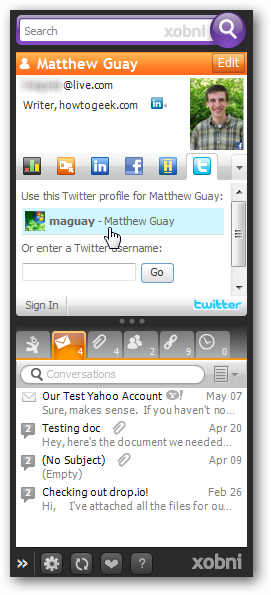 Search xobni
Matthew Guay Edit
@live.com
Writer, howtogeek.com
Use this Twitter profile for Matthew Guay:
maguay - Matthew Guay
Or enter a Twitter username:
Go
Sign In twitter
4 4 2 9 0
Conversations
Our Test Yahoo Account Y! May 07
Sure, makes sense. If you haven't no...
2 Testing doc Apr 20
Hey, here's the document we needed...
2 (No Subject) Apr 09
(Empty)
2 Checking out drop.io! Feb 26
Hi, I've attached all the files for ou...
» ? xobni